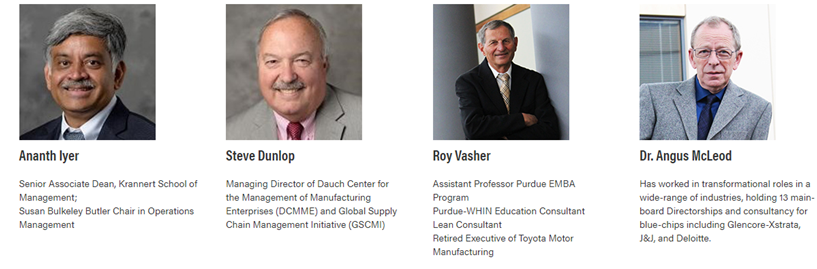 Ananth Iyer
Senior Associate Dean, Krannert School of
Management;
Susan Bulkeley Butler Chair in Operations
Management
Steve Dunlop
Managing Director of Dauch Center for
the Management of Manufacturing
Enterprises (DCMME) and Global Supply
Chain Management Initiative (GSCMI)
Roy Vasher
Assistant Professor Purdue EMBA
Program
Purdue-WHIN Education Consultant
Lean Consultant
Retired Executive of Toyota Motor
Manufacturing
Dr. Angus McLeod
Has worked in transformational roles in a
wide-range of industries, holding 13 main-
board Directorships and consultancy for
blue-chips including Glencore-Xstrata,
J&J, and Deloitte.